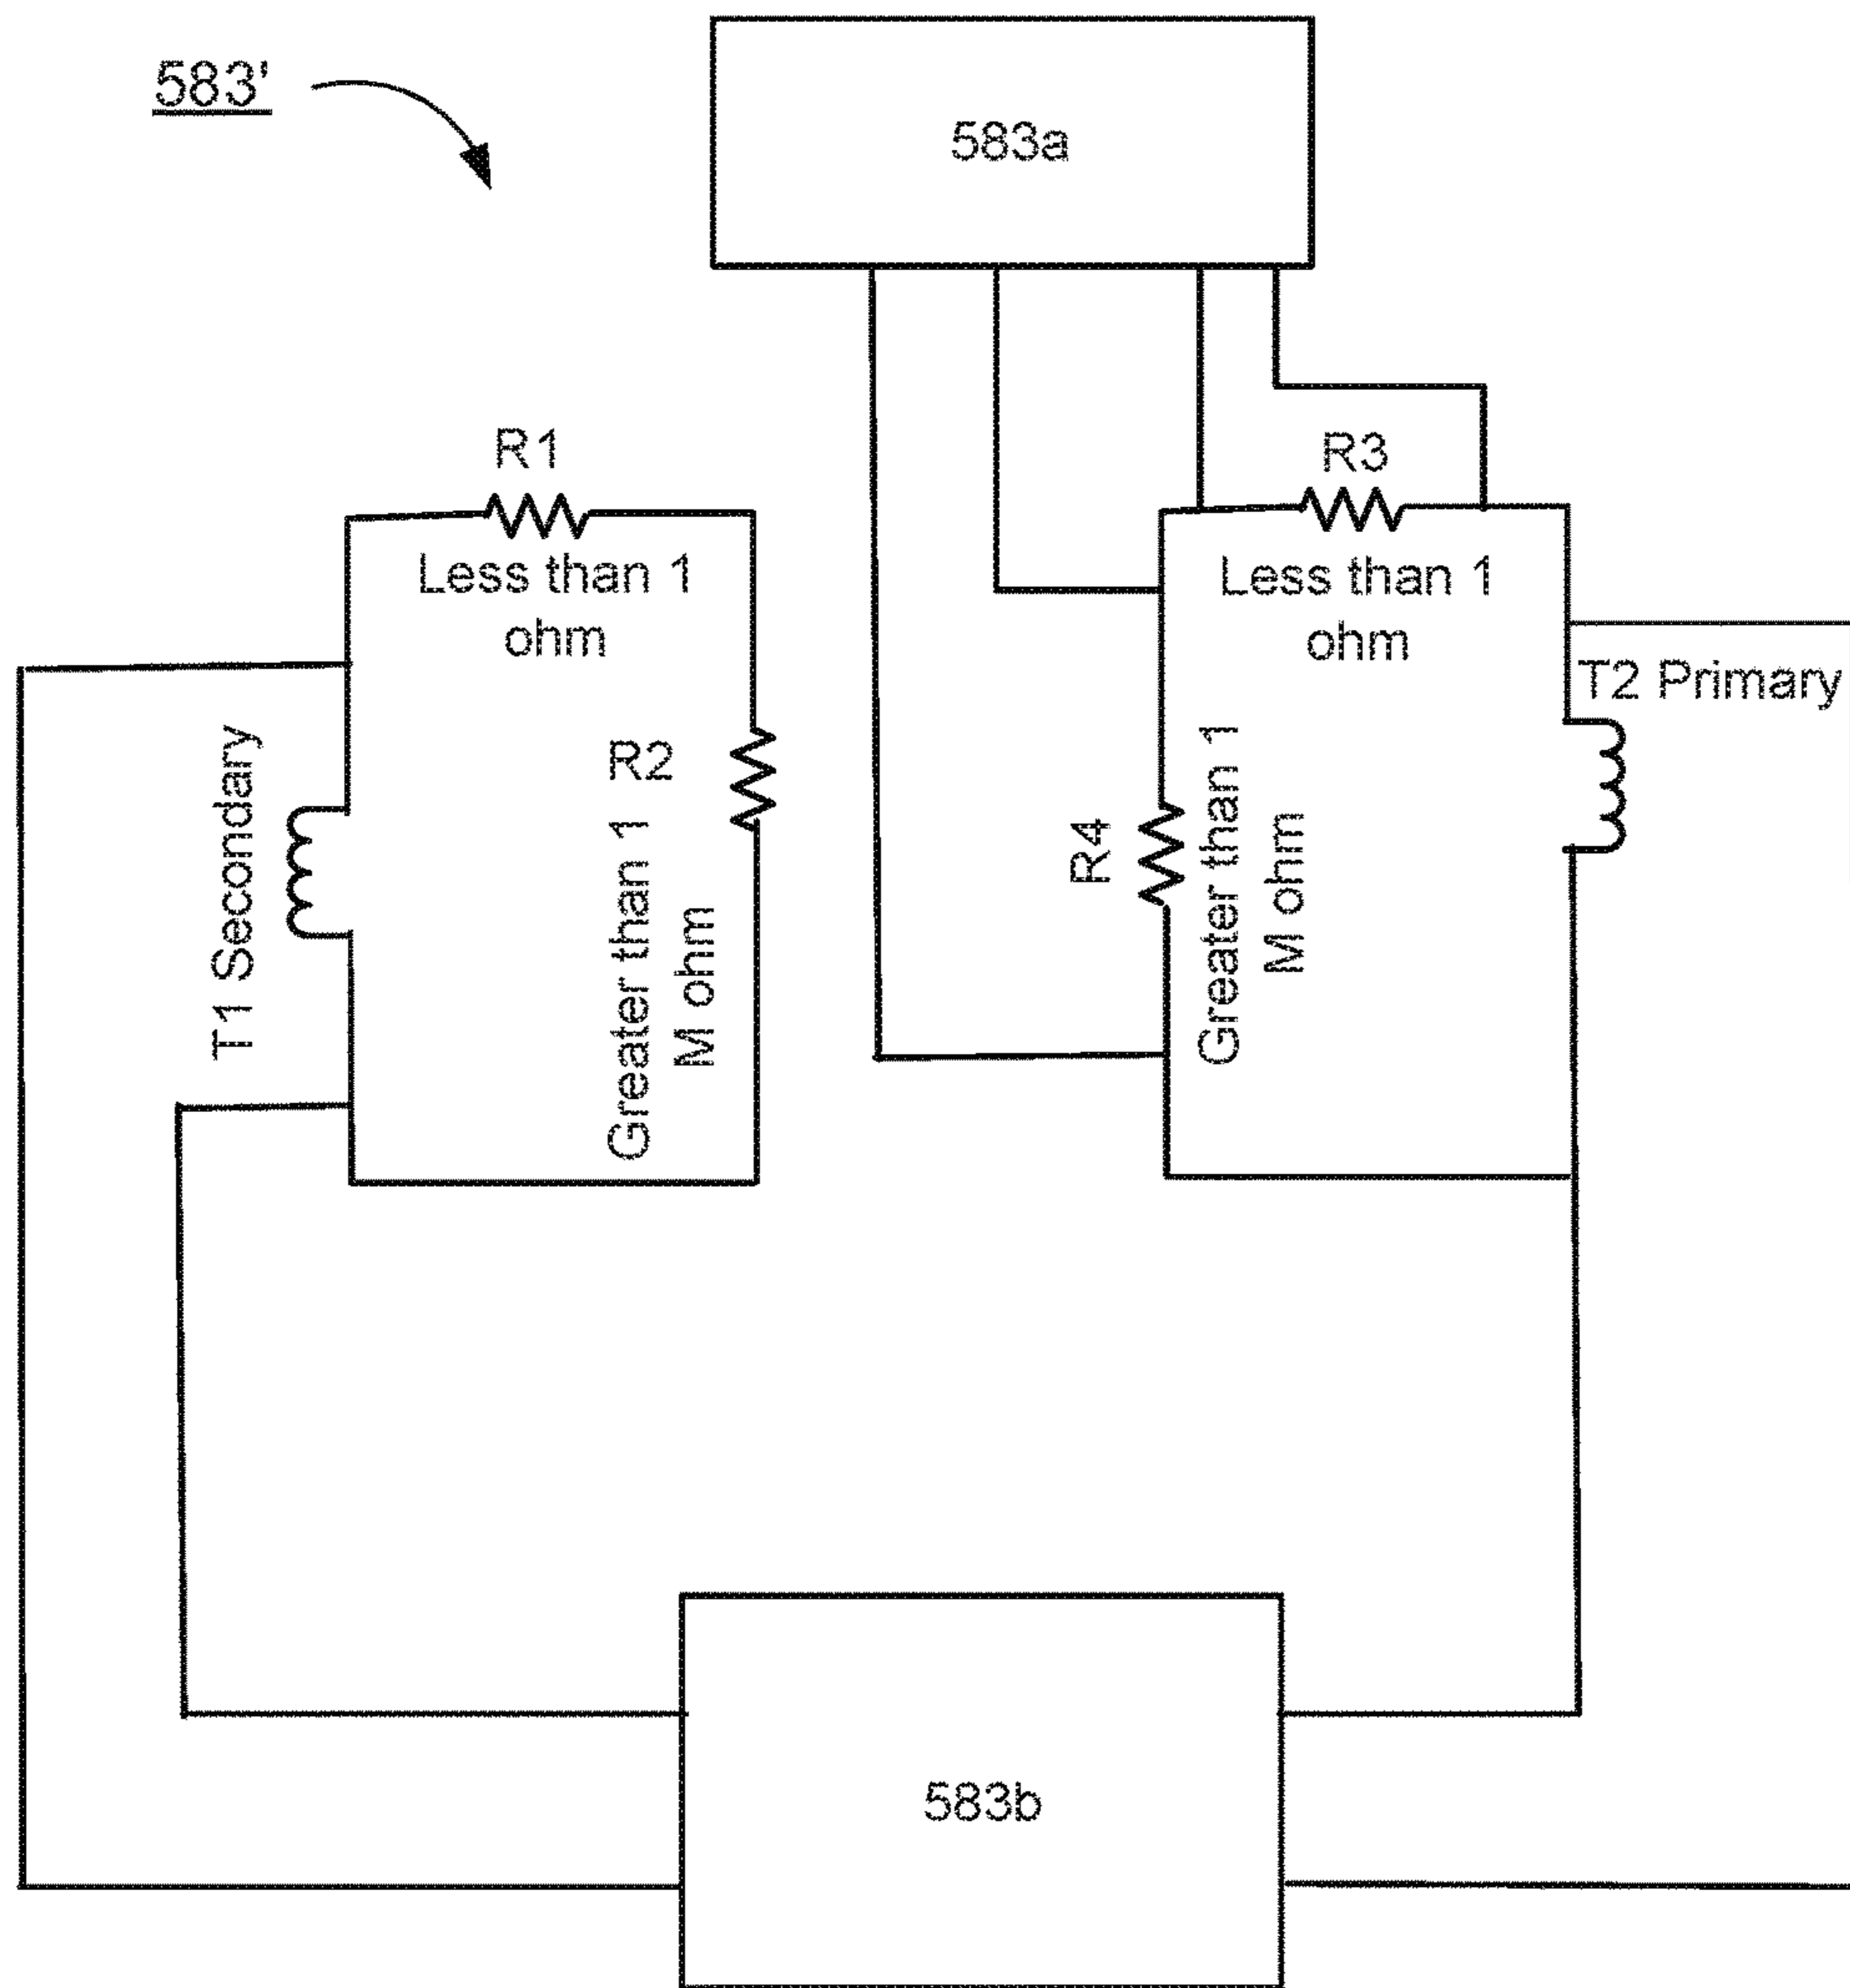 583'
583a
R1
Less than 1
ohm
R3
Less than 1
ohm
T2 Primary
T1 Secondary
R2
Greater than 1
M ohm
R4
Greater than 1
M ohm
583b